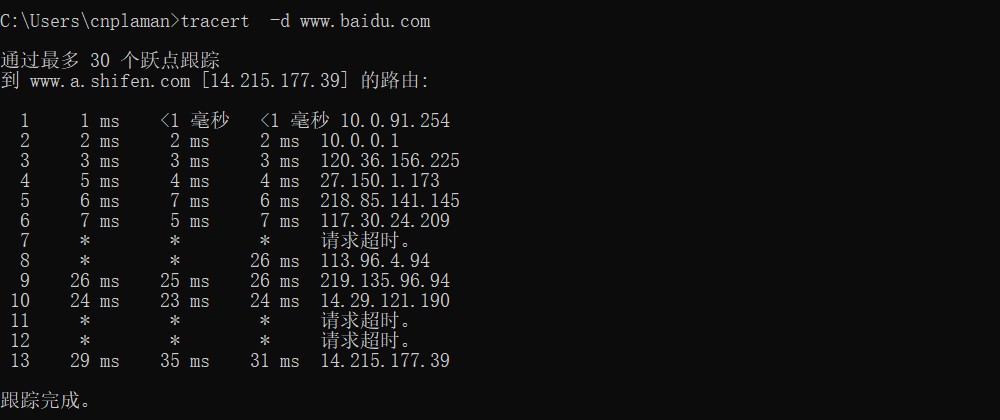 C:\Users\cnplaman>tracert  -d www.baidu.com
通过最多 30 个跃点跟踪
到 www.a.shifen.com [14.215.177.39] 的路由:
  1     1 ms    <1 毫秒   <1 毫秒 10.0.91.254
  2     2 ms     2 ms     2 ms  10.0.0.1
  3     3 ms     3 ms     3 ms  120.36.156.225
  4     5 ms     4 ms     4 ms  27.150.1.173
  5     6 ms     7 ms     6 ms  218.85.141.145
  6     7 ms     5 ms     7 ms  117.30.24.209
  7     *        *        *     请求超时。
  8     *        *       26 ms  113.96.4.94
  9    26 ms    25 ms    26 ms  219.135.96.94
 10    24 ms    23 ms    24 ms  14.29.121.190
 11     *        *        *     请求超时。
 12     *        *        *     请求超时。
 13    29 ms    35 ms    31 ms  14.215.177.39
跟踪完成。